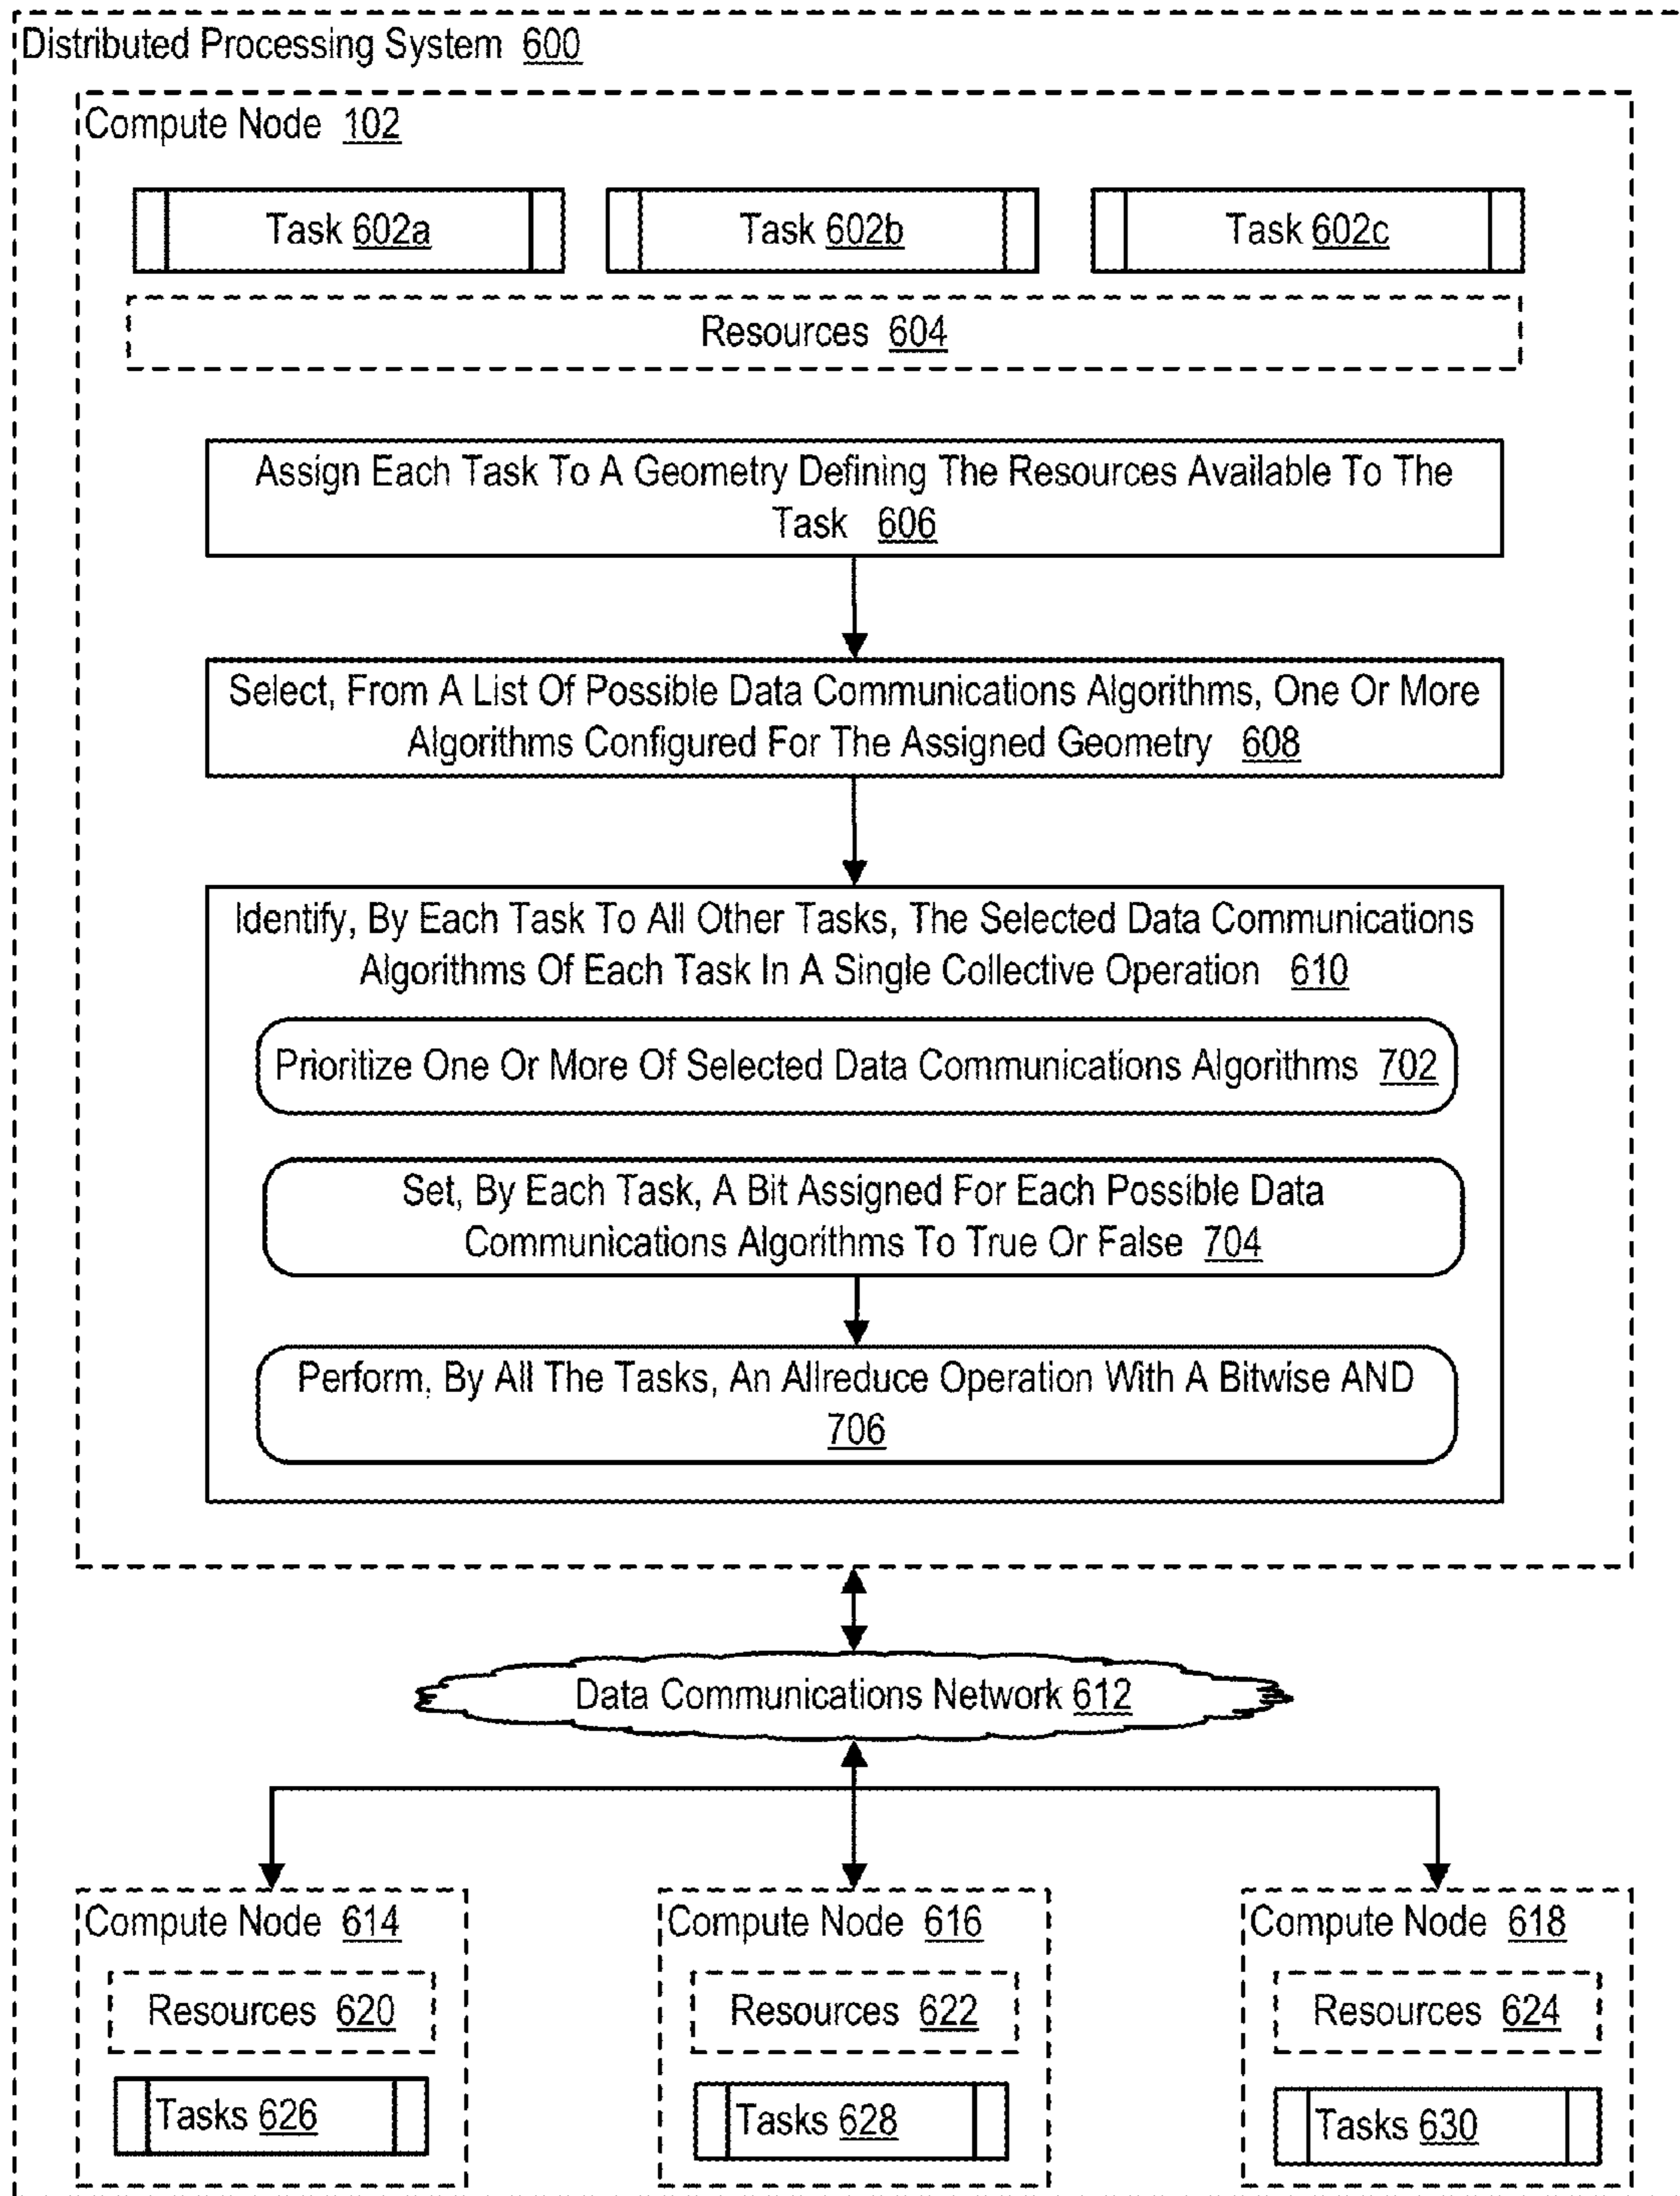 Distributed Processing System 600
Compute Node 102
Task 602a
Task 602b
Task 602c
Resources 604
Assign Each Task To A Geometry Defining The Resources Available To The
Task 606
Select, From A List Of Possible Data Communications Algorithms, One Or More
Algorithms Configured For The Assigned Geometry 608
Identify, By Each Task To All Other Tasks, The Selected Data Communications
Algorithms Of Each Task In A Single Collective Operation 610
Prioritize One Or More Of Selected Data Communications Algorithms 702
Set, By Each Task, A Bit Assigned For Each Possible Data
Communications Algorithms To True Or False 704
Perform, By All The Tasks, An Allreduce Operation With A Bitwise AND
706
Data Communications Network 612
Compute Node 614
Resources 620
Tasks 626
Compute Node 616
Resources 622
Tasks 628
Compute Node 618
Resources 624
Tasks 630